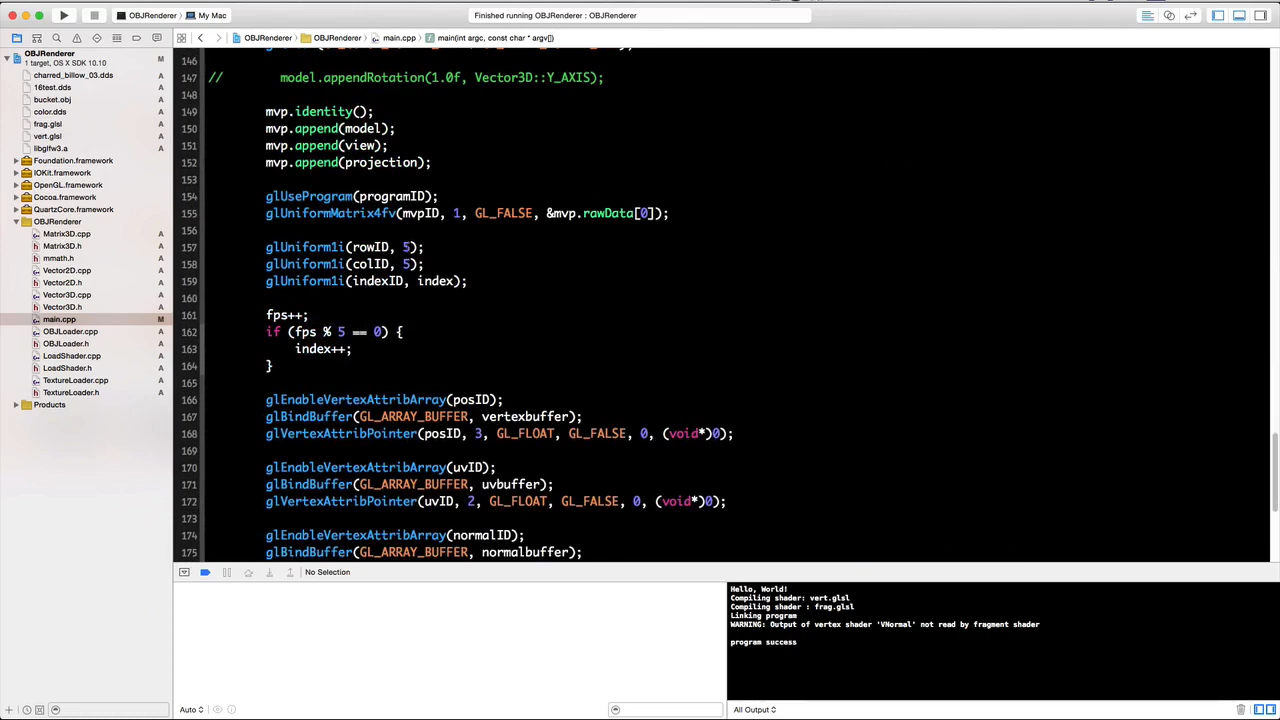 OBJRenderer
My Mac
Finished running OBJRenderer : OBJRenderer
OBJRenderer
OBJRenderer
main.cpp
main(int argc, const char * argv[])
OBJRenderer M
1 target, OS X SDK 10.10
charred_billow_03.dds A
16test.dds A
bucket.obj A
color.dds A
frag.glsl A
vert.glsl A
libglfw3.a A
Foundation.framework
IOKit.framework
OpenGL.framework
Cocoa.framework
QuartzCore.framework
OBJRenderer
Matrix3D.cpp A
Matrix3D.h A
mmath.h A
Vector2D.cpp A
Vector2D.h A
Vector3D.cpp A
Vector3D.h A
main.cpp M
OBJLoader.cpp A
OBJLoader.h A
LoadShader.cpp A
LoadShader.h A
TextureLoader.cpp A
TextureLoader.h A
Products
146
147 // model.appendRotation(1.0f, Vector3D::Y_AXIS);
148
149 mvp.identity();
150 mvp.append(model);
151 mvp.append(view);
152 mvp.append(projection);
153
154 glUseProgram(programID);
155 glUniformMatrix4fv(mvpID, 1, GL_FALSE, &mvp.rawData[0]);
156
157 glUniform1i(rowID, 5);
158 glUniform1i(colID, 5);
159 glUniform1i(indexID, index);
160
161 fps++;
162 if (fps % 5 == 0) {
163 index++;
164 }
165
166 glEnableVertexAttribArray(posID);
167 glBindBuffer(GL_ARRAY_BUFFER, vertexbuffer);
168 glVertexAttribPointer(posID, 3, GL_FLOAT, GL_FALSE, 0, (void*)0);
169
170 glEnableVertexAttribArray(uvID);
171 glBindBuffer(GL_ARRAY_BUFFER, uvbuffer);
172 glVertexAttribPointer(uvID, 2, GL_FLOAT, GL_FALSE, 0, (void*)0);
173
174 glEnableVertexAttribArray(normalID);
175 glBindBuffer(GL_ARRAY_BUFFER, normalbuffer);
No Selection
Hello, World!
Compiling shader: vert.glsl
Compiling shader : frag.glsl
Linking program
WARNING: Output of vertex shader 'VNormal' not read by fragment shader
program success
Auto
All Output